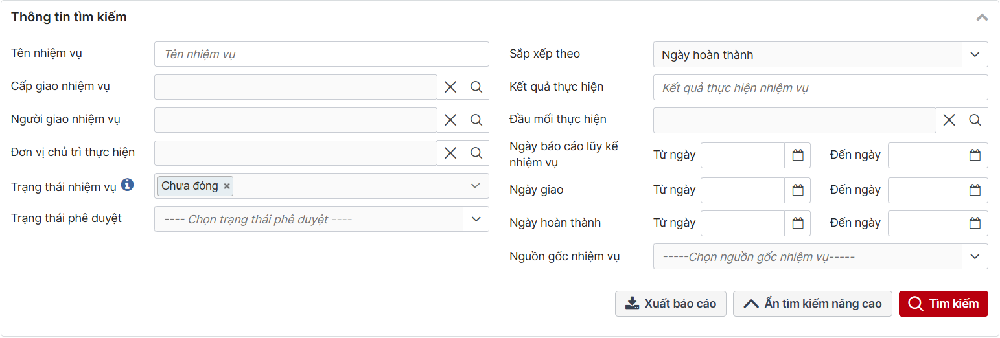 Thông tin tìm kiếm
Tên nhiệm vụ
Tên nhiệm vụ
Cấp giao nhiệm vụ
Người giao nhiệm vụ
Đơn vị chủ trì thực hiện
Trạng thái nhiệm vụ
Chưa đóng ×
Trạng thái phê duyệt
---- Chọn trạng thái phê duyệt ----
Sắp xếp theo
Ngày hoàn thành
Kết quả thực hiện
Kết quả thực hiện nhiệm vụ
Đầu mối thực hiện
Ngày báo cáo lũy kế
nhiệm vụ
Từ ngày
Đến ngày
Ngày giao
Từ ngày
Đến ngày
Ngày hoàn thành
Từ ngày
Đến ngày
Nguồn gốc nhiệm vụ
-----Chọn nguồn gốc nhiệm vụ-----
Xuất báo cáo
Ẩn tìm kiếm nâng cao
Tìm kiếm